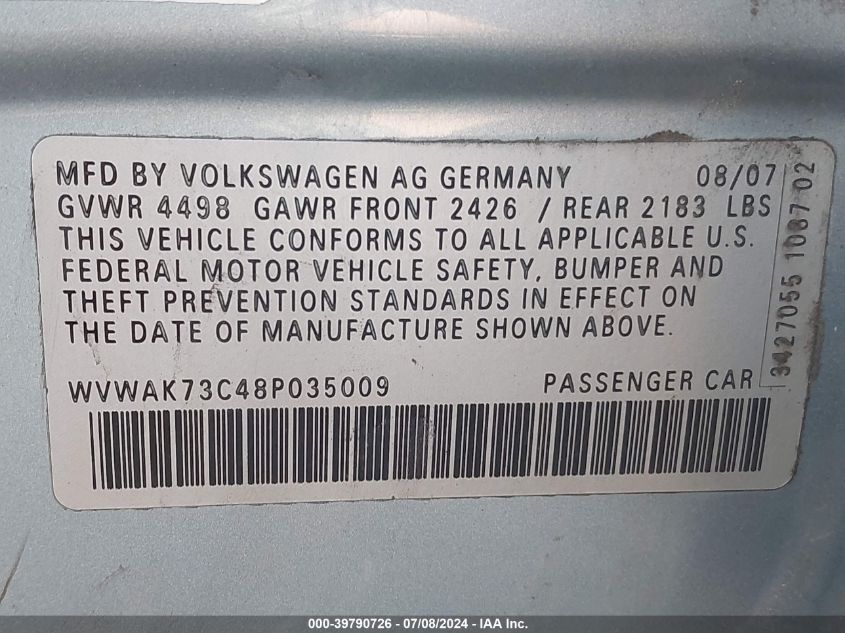 MFD BY VOLKSWAGEN AG GERMANY 08/07
GVWR 4498 GAWR FRONT 2426 / REAR 2183 LBS
THIS VEHICLE CONFORMS TO ALL APPLICABLE U.S.
FEDERAL MOTOR VEHICLE SAFETY, BUMPER AND
THEFT PREVENTION STANDARDS IN EFFECT ON
THE DATE OF MANUFACTURE SHOWN ABOVE.
WVWAK73C48P035009 PASSENGER CAR
3427055 1087 02
000-39790726 - 07/08/2024 - IAA Inc.